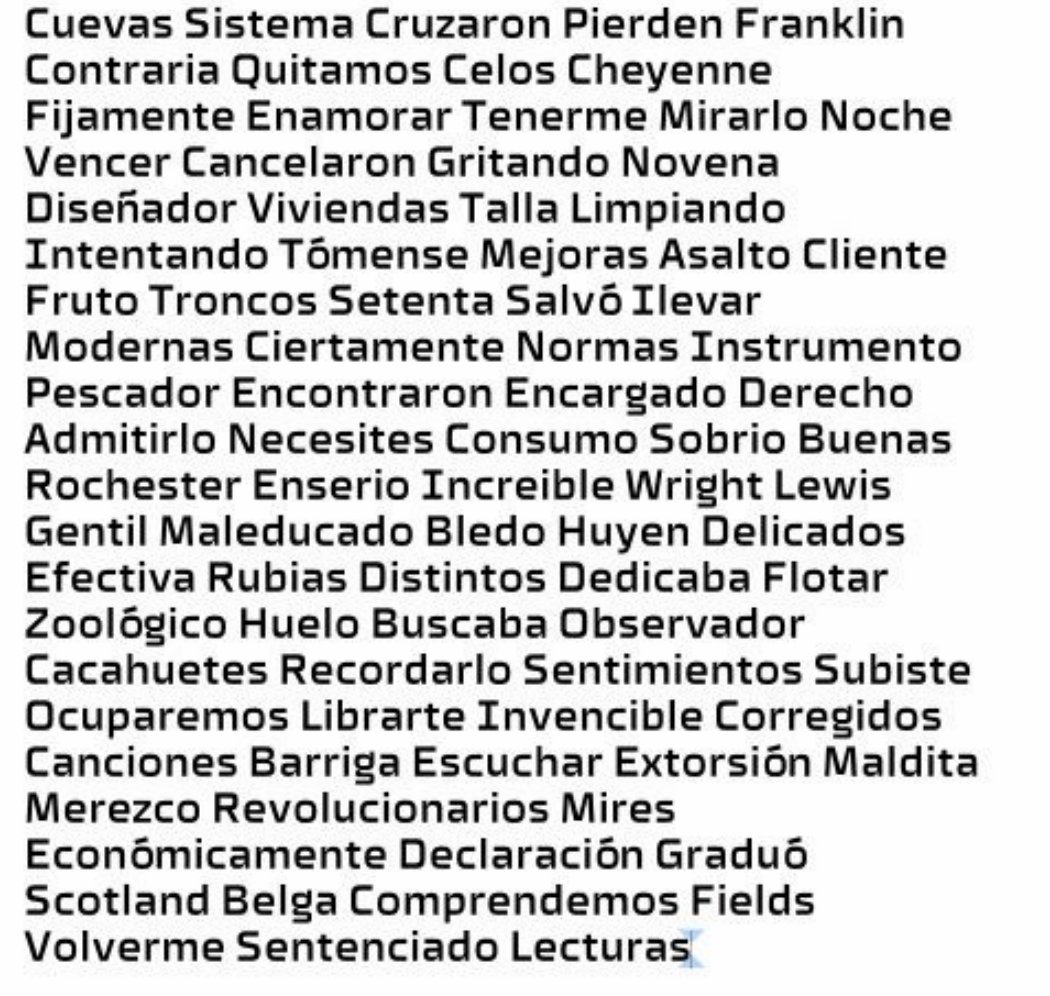 Cuevas Sistema Cruzaron Pierden Franklin
Contraria Quitamos Celos Cheyenne
Fijamente Enamorar Tenerme Mirarlo Noche
Vencer Cancelaron Gritando Novena
Diseñador Viviendas Talla Limpiando
Intentando Tómense Mejoras Asalto Cliente
Fruto Troncos Setenta Salvó Ilevar
Modernas Ciertamente Normas Instrumento
Pescador Encontraron Encargado Derecho
Admitirlo Necesites Consumo Sobrio Buenas
Rochester Enserio Increible Wright Lewis
Gentil Maleducado Bledo Huyen Delicados
Efectiva Rubias Distintos Dedicaba Flotar
Zoológico Huelo Buscaba Observador
Cacahuetes Recordarlo Sentimientos Subiste
Ocuparemos Librarte Invencible Corregidos
Canciones Barriga Escuchar Extorsión Maldita
Merezco Revolucionarios Mires
Económicamente Declaración Graduó
Scotland Belga Comprendemos Fields
Volverme Sentenciado Lecturas